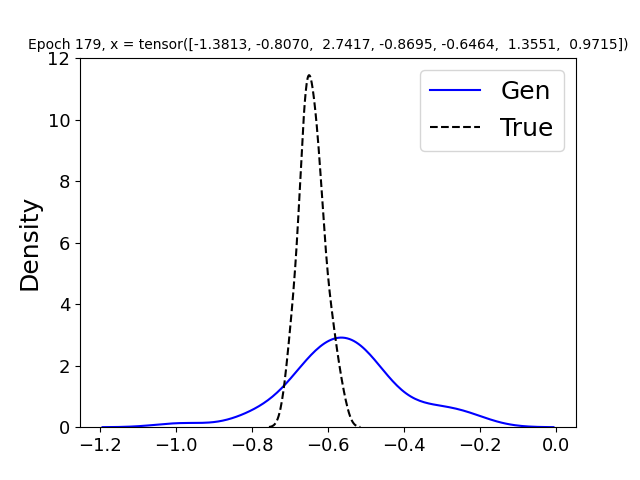 Epoch 179, x = tensor([-1.3813, -0.8070,  2.7417, -0.8695, -0.6464,  1.3551,  0.9715])
Gen
True
Density
12
10
8
6
4
2
0
−1.2 −1.0 −0.8 −0.6 −0.4 −0.2 0.0